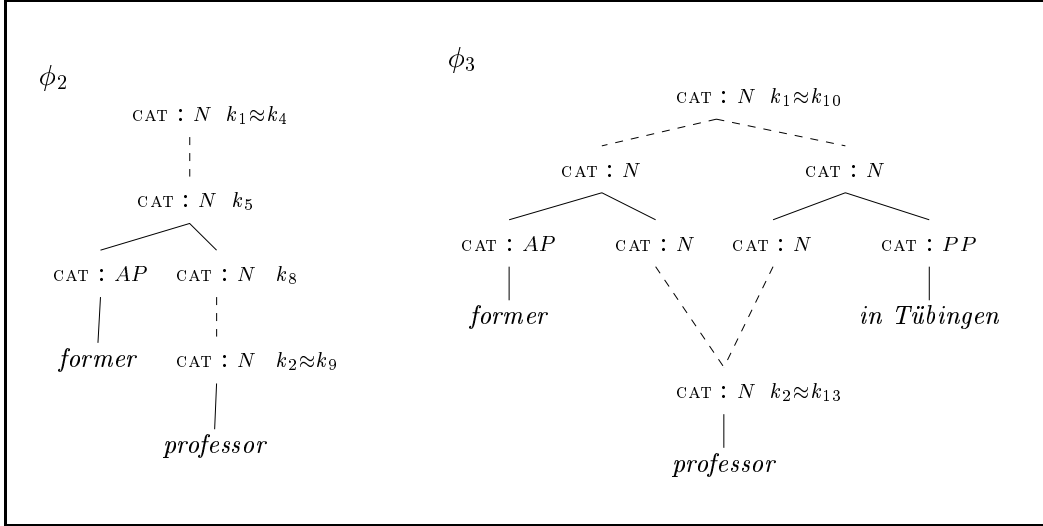 ϕ₂
CAT : N k₁≈k₄
CAT : N k₅
CAT : AP CAT : N k₈
former CAT : N k₂≈k₉
professor
ϕ₃
CAT : N k₁≈k₁₀
CAT : N CAT : N
CAT : AP CAT : N CAT : N CAT : PP
former in Tübingen
CAT : N k₂≈k₁₃
professor